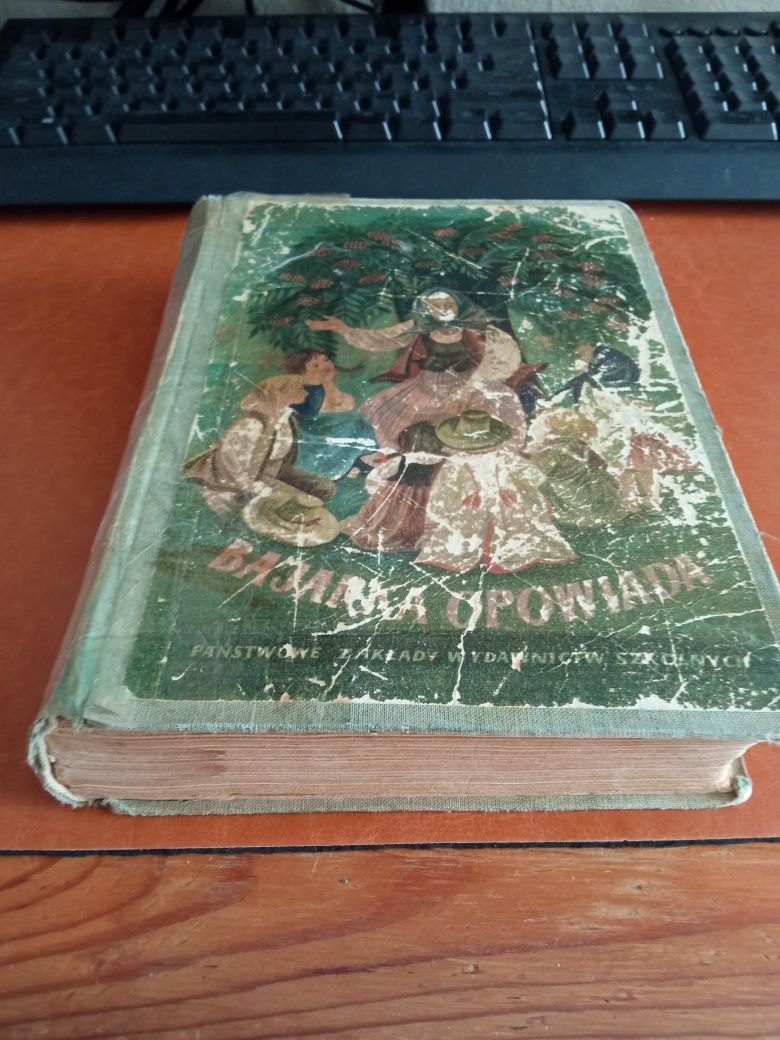 BAJARKA OPOWIADA
PAŃSTWOWE ZAKŁADY WYDAWNICTW SZKOLNYCH